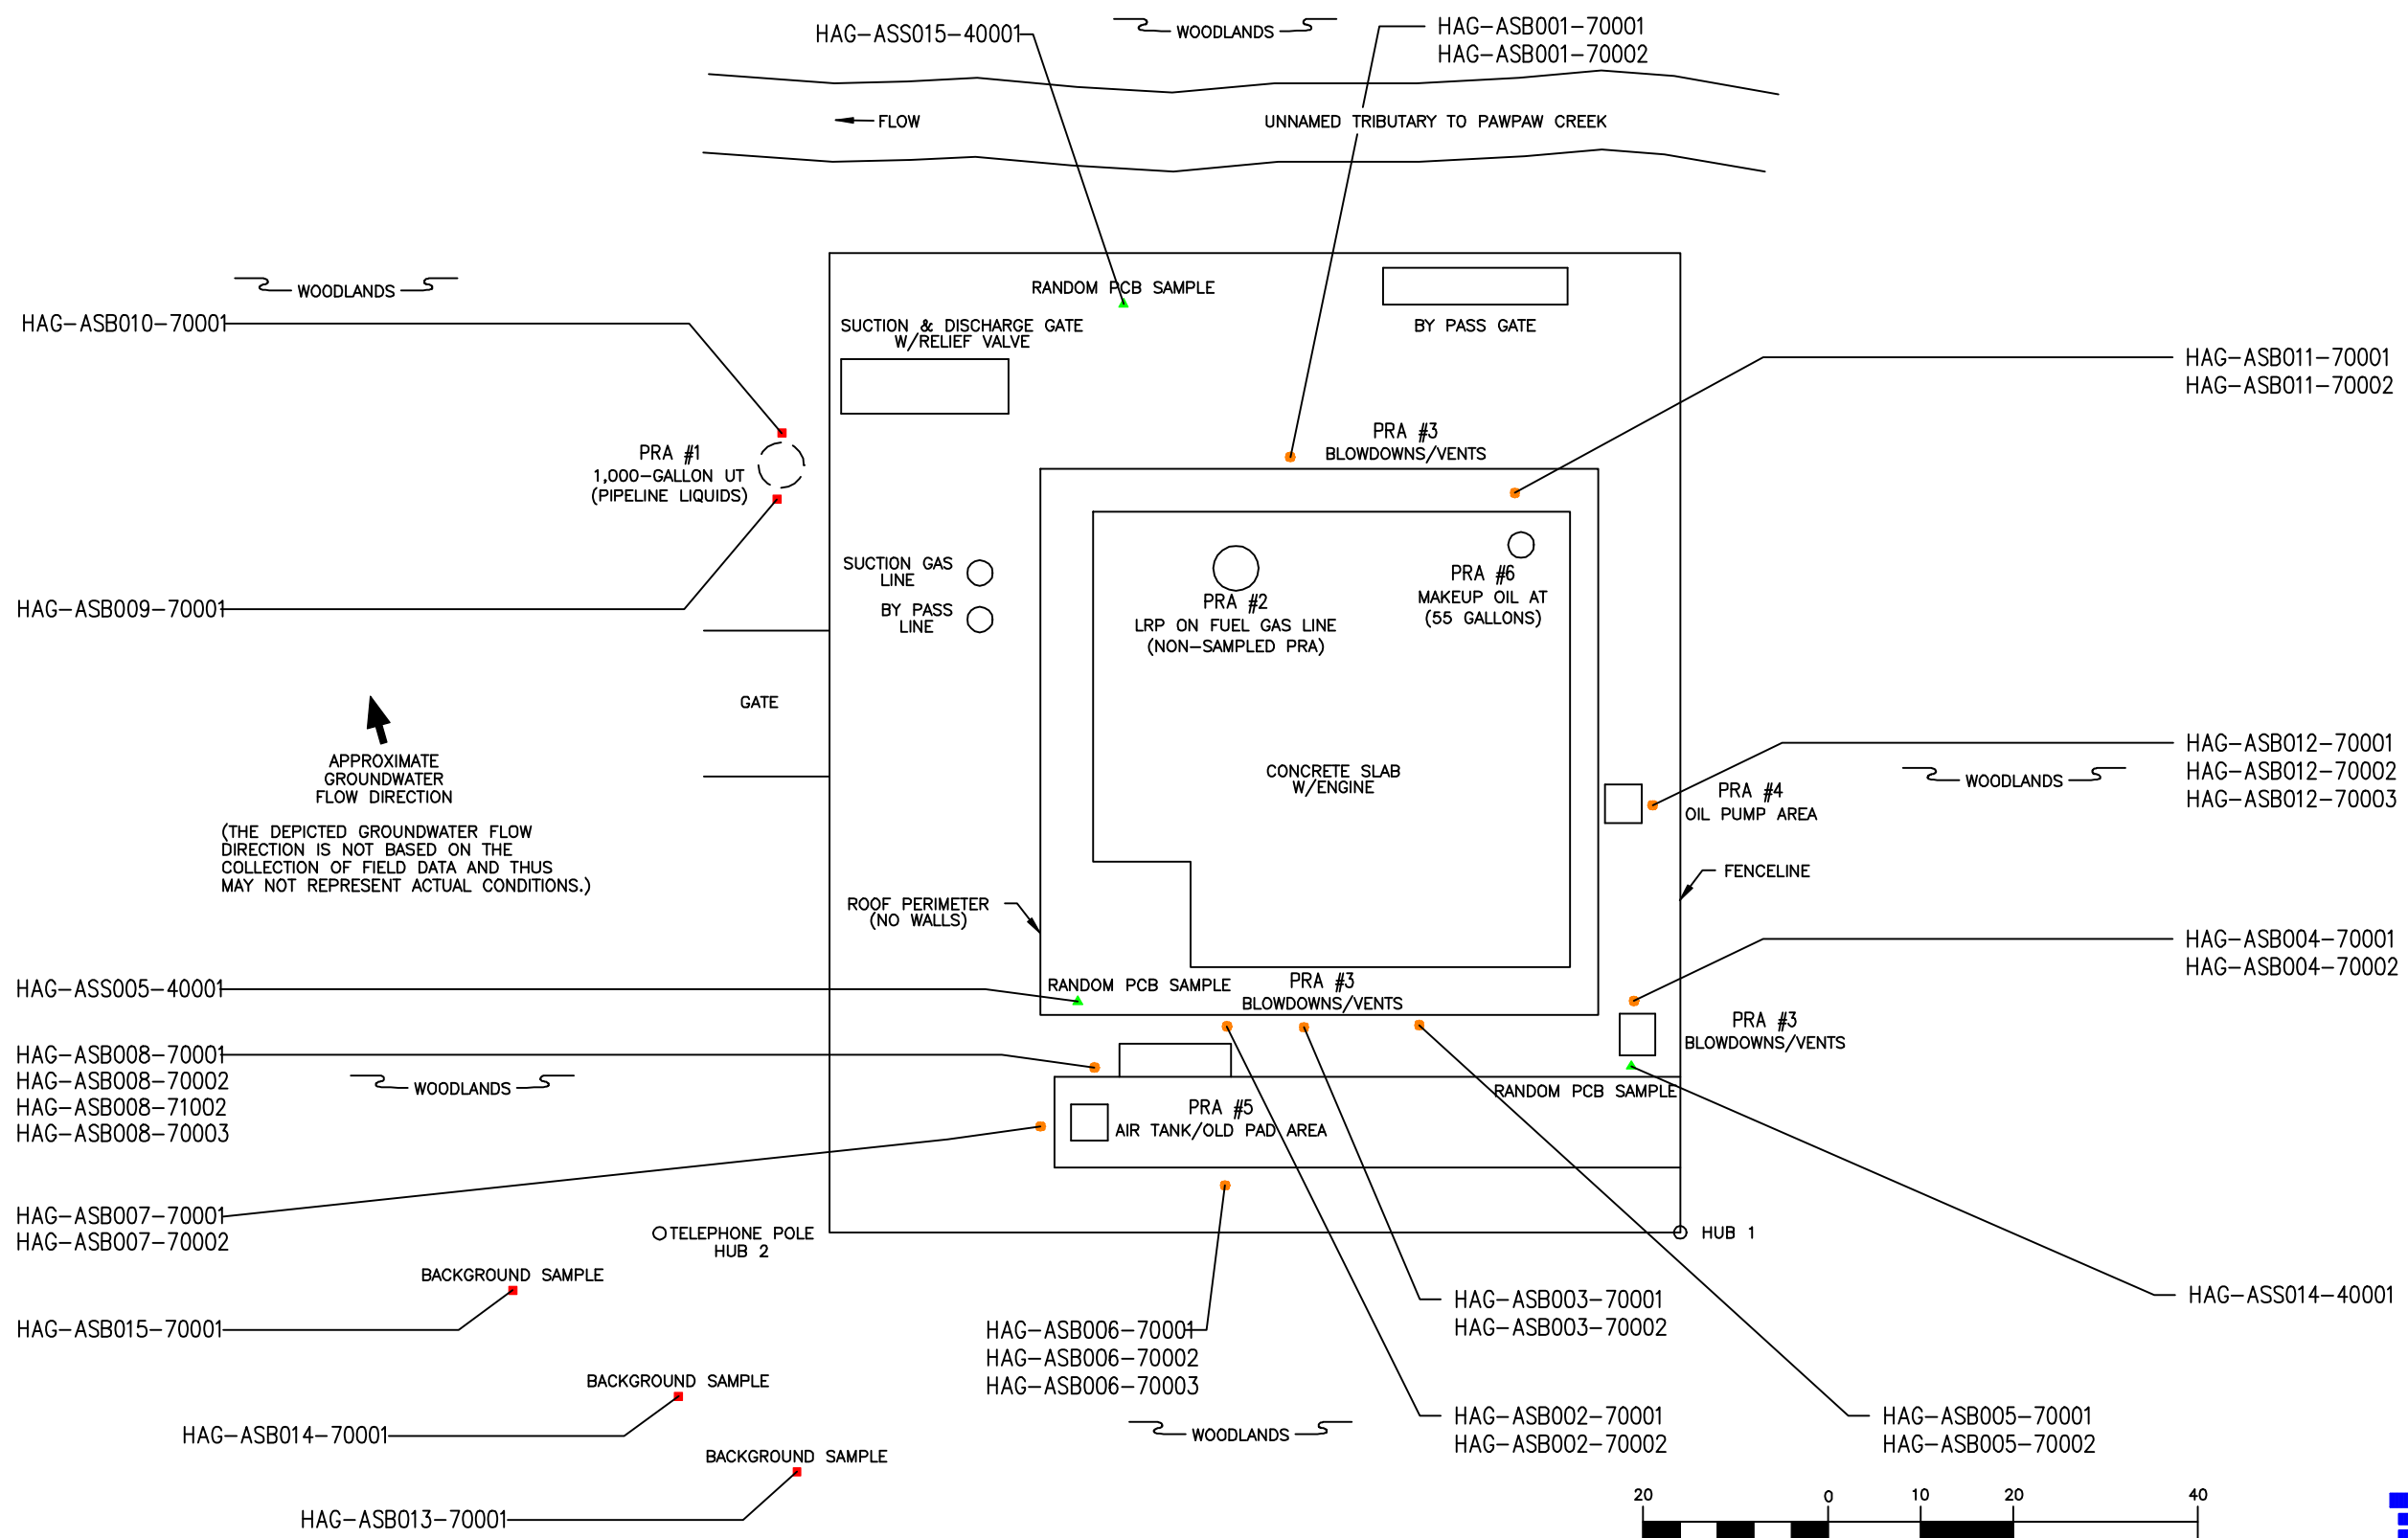 HAG-ASS015-40001
WOODLANDS
HAG-ASB001-70001
HAG-ASB001-70002
FLOW
UNNAMED TRIBUTARY TO PAWPAW CREEK
WOODLANDS
HAG-ASB010-70001
RANDOM PCB SAMPLE
SUCTION & DISCHARGE GATE
W/RELIEF VALVE
BY PASS GATE
HAG-ASB011-70001
HAG-ASB011-70002
PRA #1
1,000-GALLON UT
(PIPELINE LIQUIDS)
PRA #3
BLOWDOWNS/VENTS
HAG-ASB009-70001
SUCTION GAS
LINE
BY PASS
LINE
PRA #2
LRP ON FUEL GAS LINE
(NON-SAMPLED PRA)
PRA #6
MAKEUP OIL AT
(55 GALLONS)
GATE
APPROXIMATE
GROUNDWATER
FLOW DIRECTION
(THE DEPICTED GROUNDWATER FLOW
DIRECTION IS NOT BASED ON THE
COLLECTION OF FIELD DATA AND THUS
MAY NOT REPRESENT ACTUAL CONDITIONS.)
CONCRETE SLAB
W/ENGINE
HAG-ASB012-70001
HAG-ASB012-70002
HAG-ASB012-70003
WOODLANDS
PRA #4
OIL PUMP AREA
FENCELINE
ROOF PERIMETER
(NO WALLS)
HAG-ASB004-70001
HAG-ASB004-70002
HAG-ASS005-40001
RANDOM PCB SAMPLE
PRA #3
BLOWDOWNS/VENTS
PRA #3
BLOWDOWNS/VENTS
HAG-ASB008-70001
HAG-ASB008-70002
HAG-ASB008-71002
HAG-ASB008-70003
WOODLANDS
RANDOM PCB SAMPLE
PRA #5
AIR TANK/OLD PAD AREA
HAG-ASB007-70001
HAG-ASB007-70002
TELEPHONE POLE
HUB 2
HUB 1
BACKGROUND SAMPLE
HAG-ASB015-70001
HAG-ASS014-40001
HAG-ASB003-70001
HAG-ASB003-70002
HAG-ASB006-70001
HAG-ASB006-70002
HAG-ASB006-70003
BACKGROUND SAMPLE
HAG-ASB014-70001
WOODLANDS
HAG-ASB002-70001
HAG-ASB002-70002
HAG-ASB005-70001
HAG-ASB005-70002
BACKGROUND SAMPLE
HAG-ASB013-70001
20 0 10 20 40